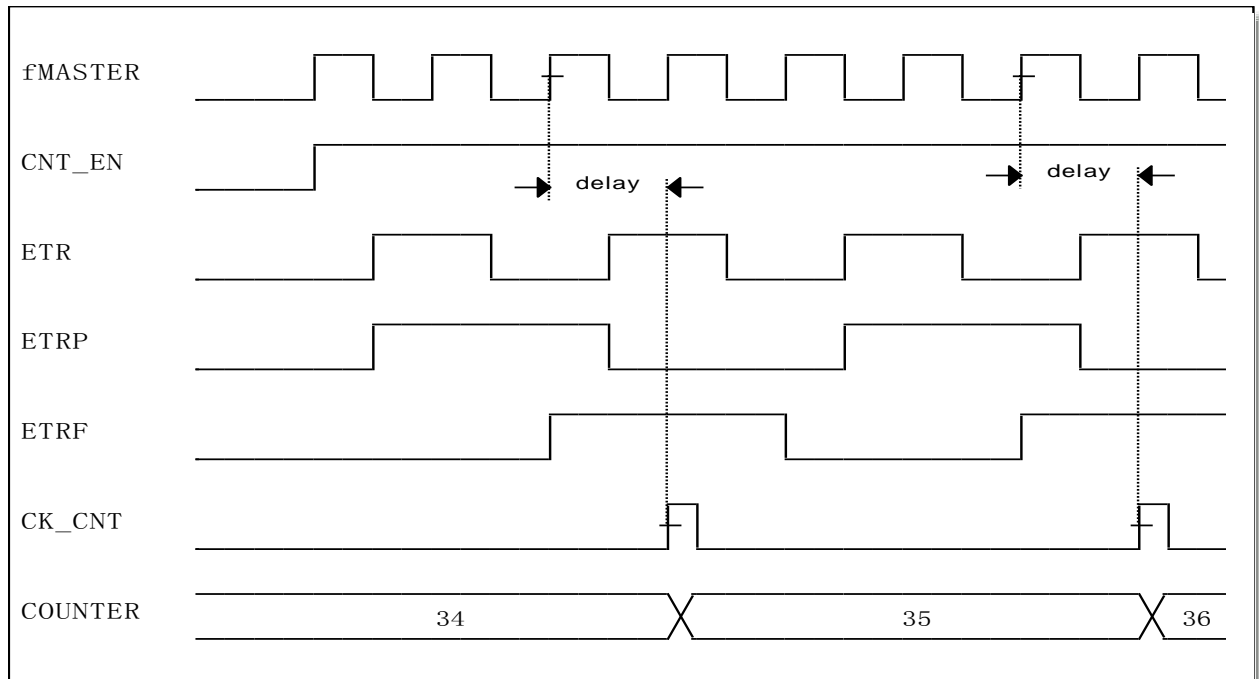 fMASTER
CNT_EN
delay
delay
ETR
ETRP
ETRF
CK_CNT
COUNTER
34
35
36